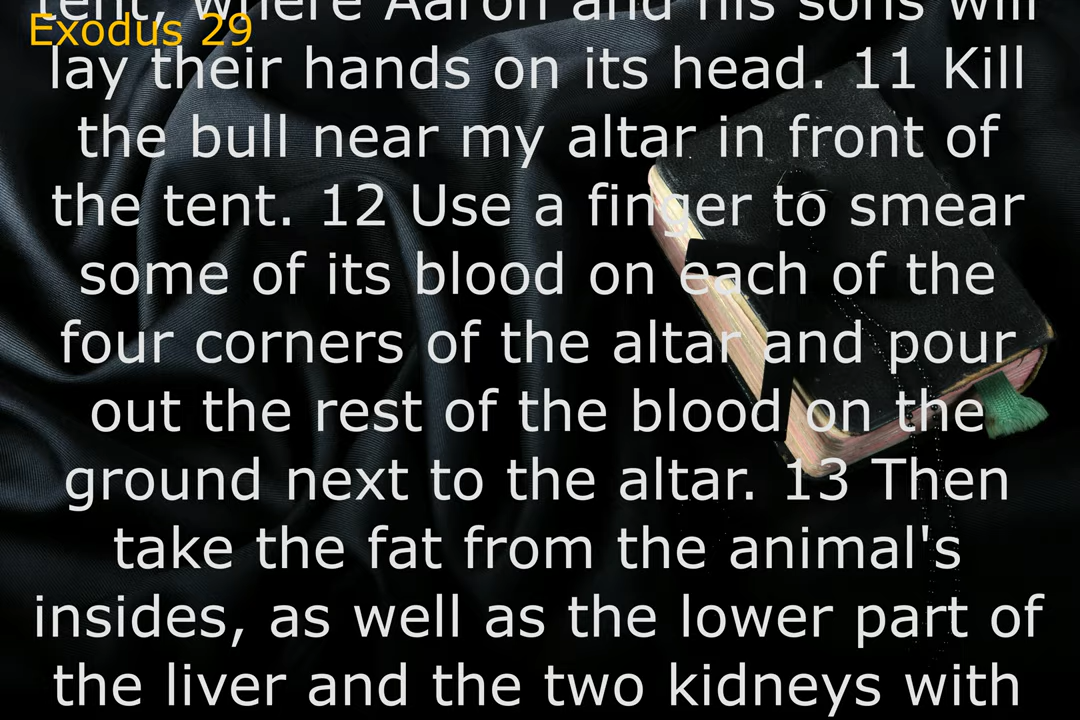 tent, where Aaron and his sons will
Exodus 29
lay their hands on its head. 11 Kill
the bull near my altar in front of
the tent. 12 Use a finger to smear
some of its blood on each of the
four corners of the altar and pour
out the rest of the blood on the
ground next to the altar. 13 Then
take the fat from the animal's
insides, as well as the lower part of
the liver and the two kidneys with